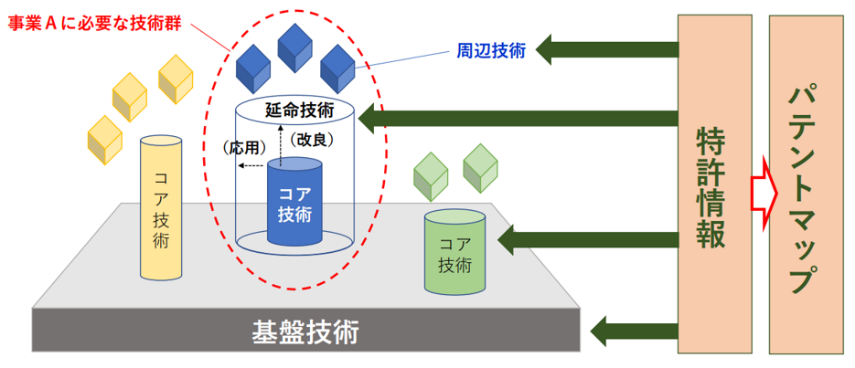 事業Aに必要な技術群
周辺技術
延命技術
(応用)
(改良)
コア
技術
コア技術
コア
技術
基盤技術
特許情報
パテントマップ